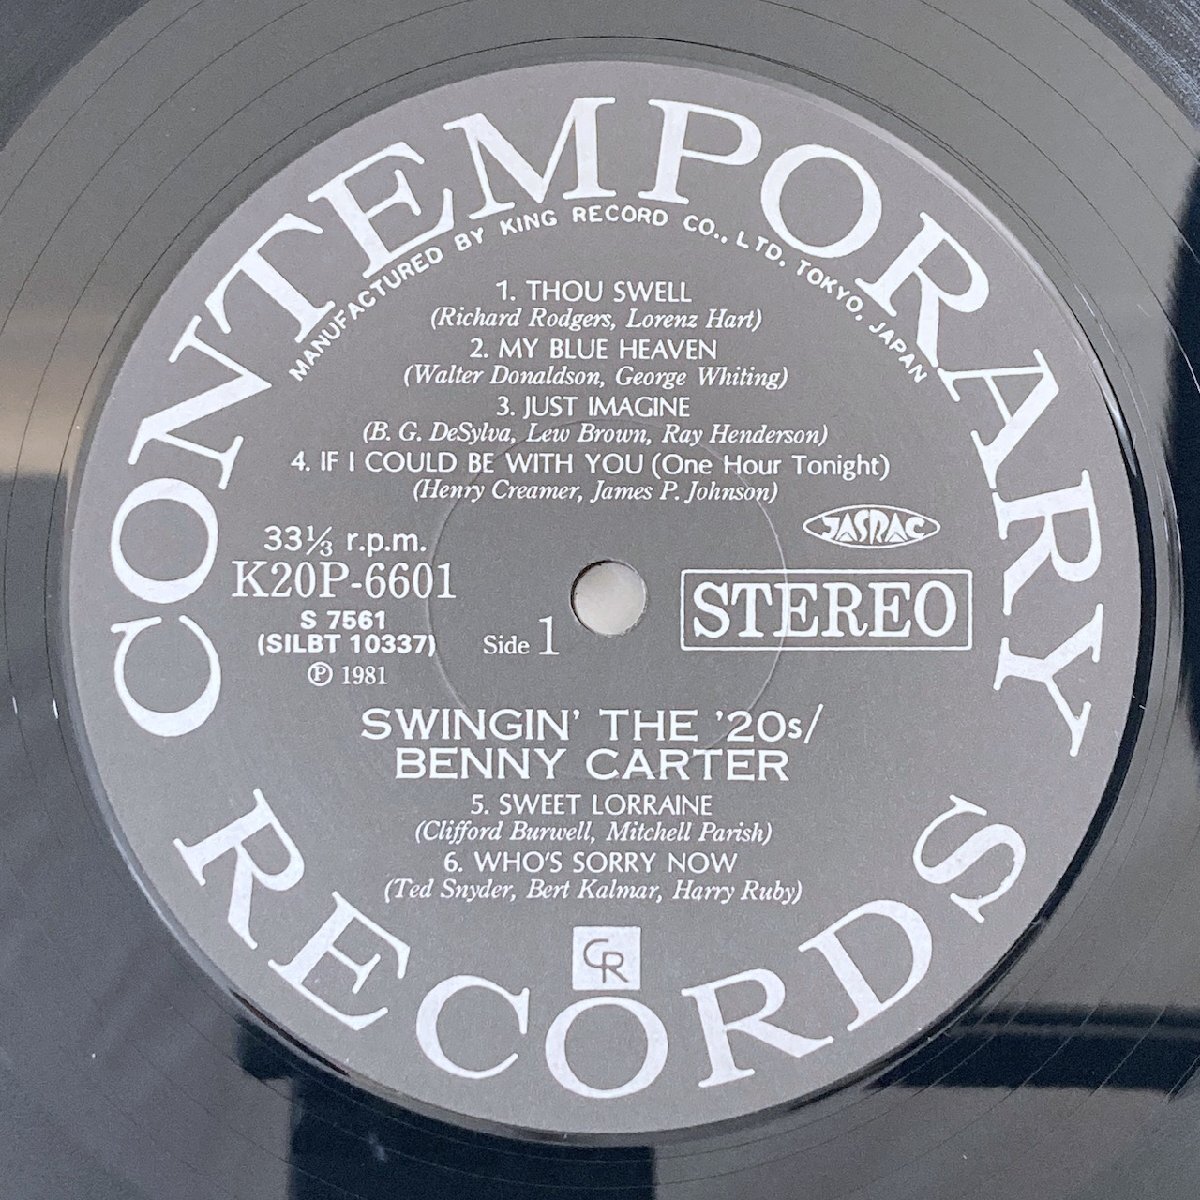 CONTEMPORARY
MANUFACTURED BY KING RECORD CO., LTD. TOKYO, JAPAN
1. THOU SWELL
(Richard Rodgers, Lorenz Hart)
2. MY BLUE HEAVEN
(Walter Donaldson, George Whiting)
3. JUST IMAGINE
(B. G. DeSylva, Lew Brown, Ray Henderson)
4. IF I COULD BE WITH YOU (One Hour Tonight)
(Henry Creamer, James P. Johnson)
JASRAC
33⅓ r.p.m.
K20P-6601
STEREO
S 7561
(SILBT 10337)
Side 1
Ⓟ 1981
SWINGIN' THE '20s/
BENNY CARTER
5. SWEET LORRAINE
(Clifford Burwell, Mitchell Parish)
6. WHO'S SORRY NOW
(Ted Snyder, Bert Kalmar, Harry Ruby)
CR
RECORDS